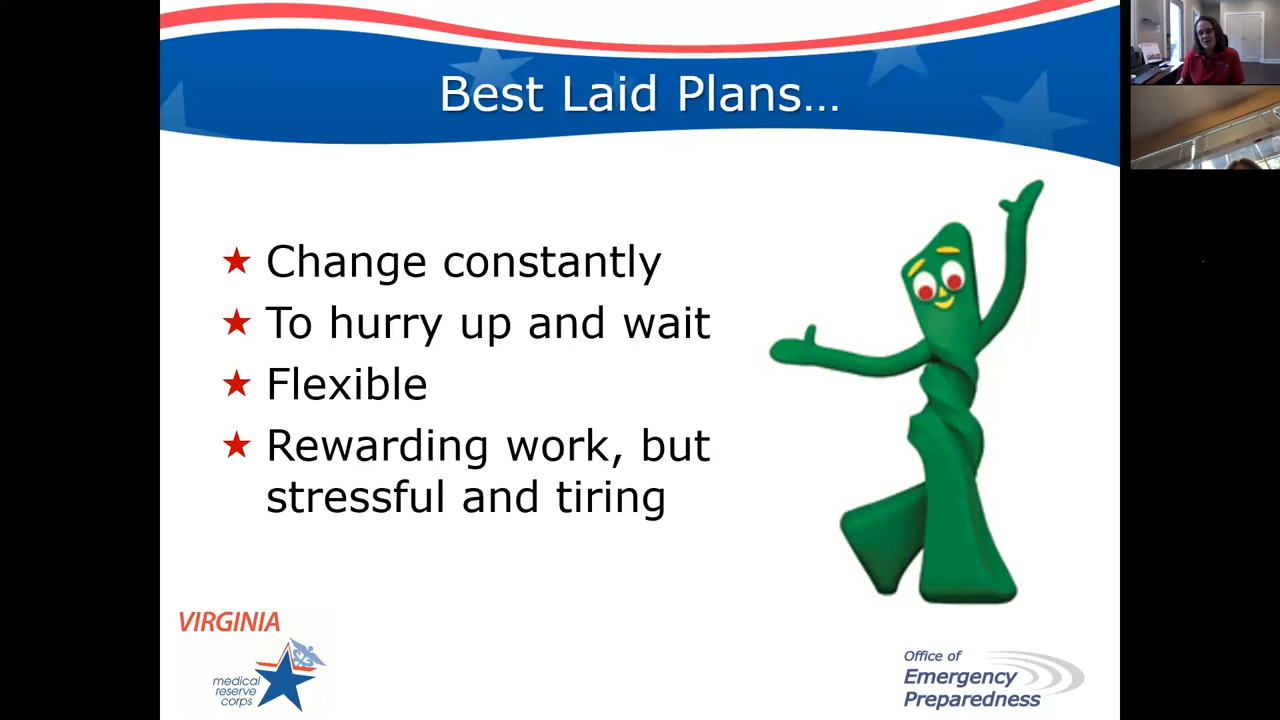 Best Laid Plans...
Change constantly
To hurry up and wait
Flexible
Rewarding work, but
stressful and tiring
VIRGINIA
medical
reserve
corps
Office of
Emergency
Preparedness